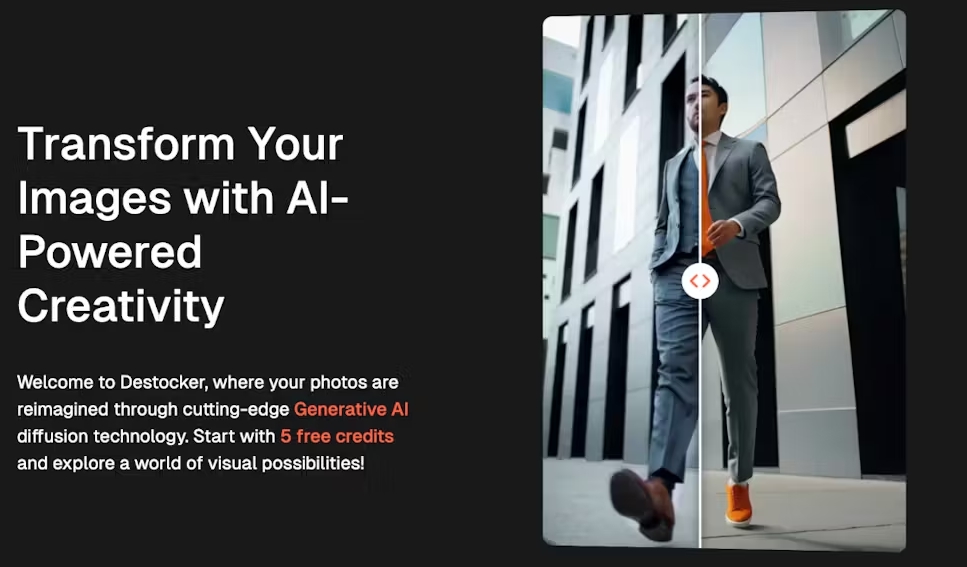 Transform Your
Images with AI-
Powered
Creativity
Welcome to Destocker, where your photos are
reimagined through cutting-edge Generative AI
diffusion technology. Start with 5 free credits
and explore a world of visual possibilities!